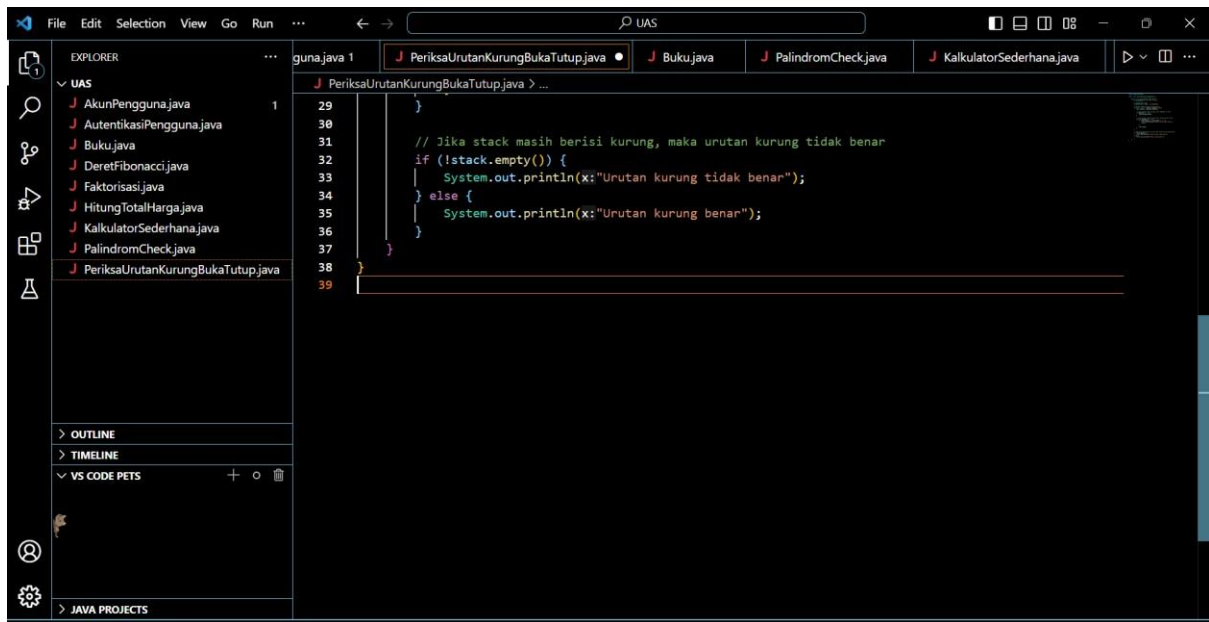 File Edit Selection View Go Run ··· ← → UAS
EXPLORER ···
UAS
J AkunPengguna.java 1
J AutentikasiPengguna.java
J Buku.java
J DeretFibonacci.java
J Faktorisasi.java
J HitungTotalHarga.java
J KalkulatorSederhana.java
J PalindromCheck.java
J PeriksaUrutanKurungBukaTutup.java
OUTLINE
TIMELINE
VS CODE PETS
JAVA PROJECTS
1
guna.java 1 J PeriksaUrutanKurungBukaTutup.java ● J Buku.java J PalindromCheck.java J KalkulatorSederhana.java
J PeriksaUrutanKurungBukaTutup.java > ...
29 }
30
31 // Jika stack masih berisi kurung, maka urutan kurung tidak benar
32 if (!stack.empty()) {
33 System.out.println(x:"Urutan kurung tidak benar");
34 } else {
35 System.out.println(x:"Urutan kurung benar");
36 }
37 }
38 }
39